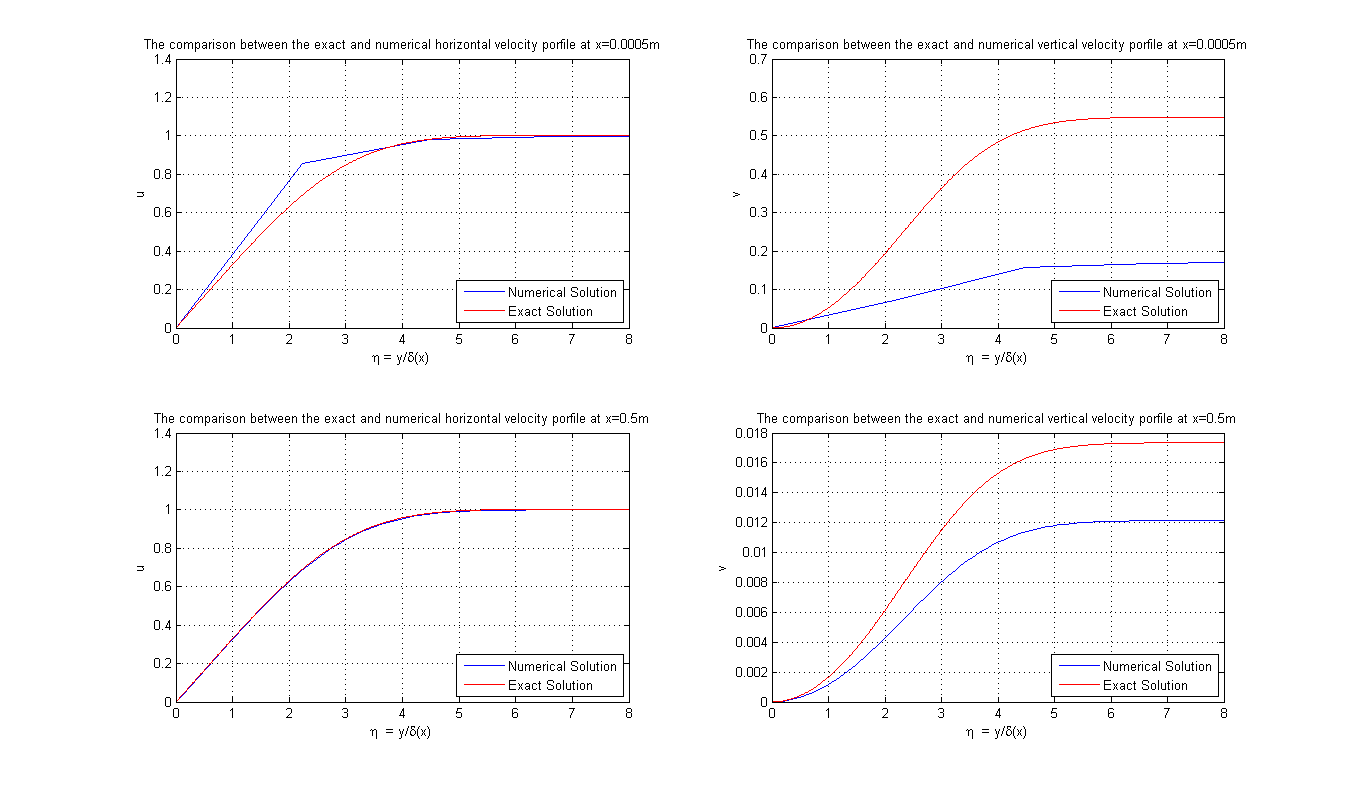 The comparison between the exact and numerical horizontal velocity porfile at x=0.0005m
1.4
1.2
1
0.8
0.6
0.4
0.2
0
u
0 1 2 3 4 5 6 7 8
η = y/δ(x)
Numerical Solution
Exact Solution
The comparison between the exact and numerical vertical velocity porfile at x=0.0005m
0.7
0.6
0.5
0.4
0.3
0.2
0.1
0
v
0 1 2 3 4 5 6 7 8
η = y/δ(x)
Numerical Solution
Exact Solution
The comparison between the exact and numerical horizontal velocity porfile at x=0.5m
1.4
1.2
1
0.8
0.6
0.4
0.2
0
u
0 1 2 3 4 5 6 7 8
η = y/δ(x)
Numerical Solution
Exact Solution
The comparison between the exact and numerical vertical velocity porfile at x=0.5m
0.018
0.016
0.014
0.012
0.01
0.008
0.006
0.004
0.002
0
v
0 1 2 3 4 5 6 7 8
η = y/δ(x)
Numerical Solution
Exact Solution